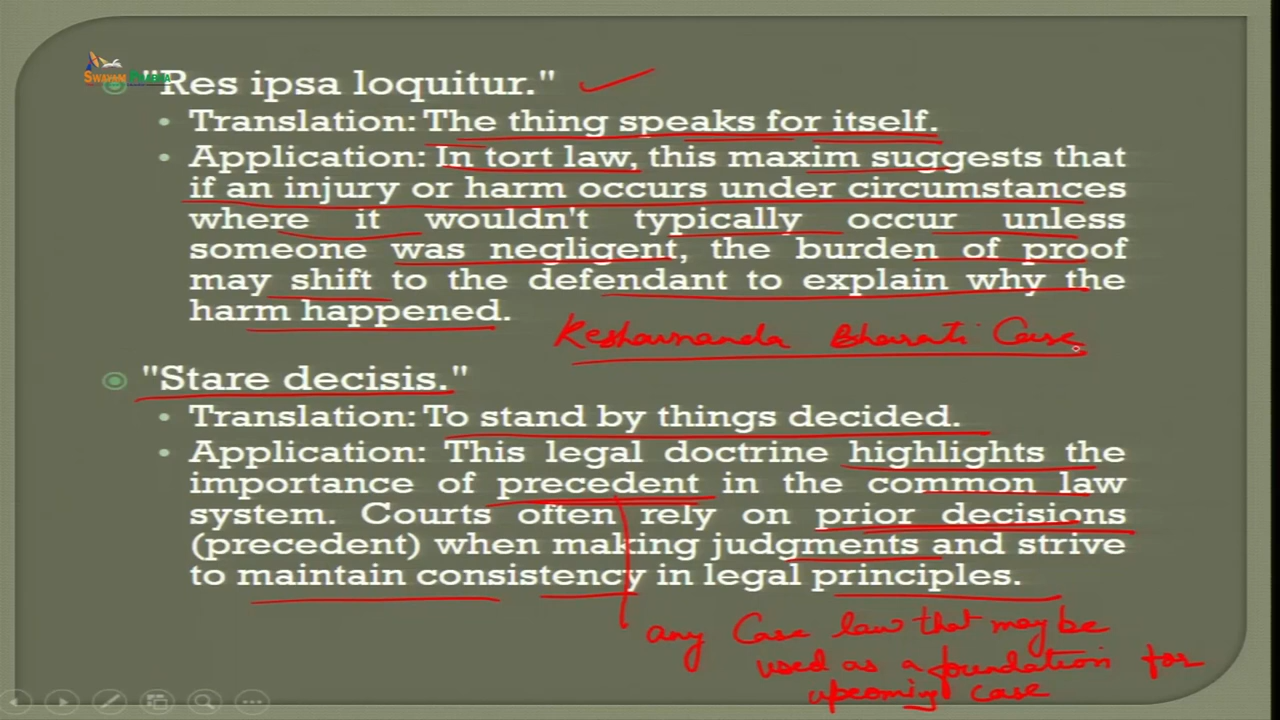 SWAYAM PRABHA
"Res ipsa loquitur."
Translation: The thing speaks for itself.
Application: In tort law, this maxim suggests that
if an injury or harm occurs under circumstances
where it wouldn't typically occur unless
someone was negligent, the burden of proof
may shift to the defendant to explain why the
harm happened.
Keshavnanda Bharati Case
"Stare decisis."
Translation: To stand by things decided.
Application: This legal doctrine highlights the
importance of precedent in the common law
system. Courts often rely on prior decisions
(precedent) when making judgments and strive
to maintain consistency in legal principles.
any Case law that may be
used as a foundation for
upcoming case